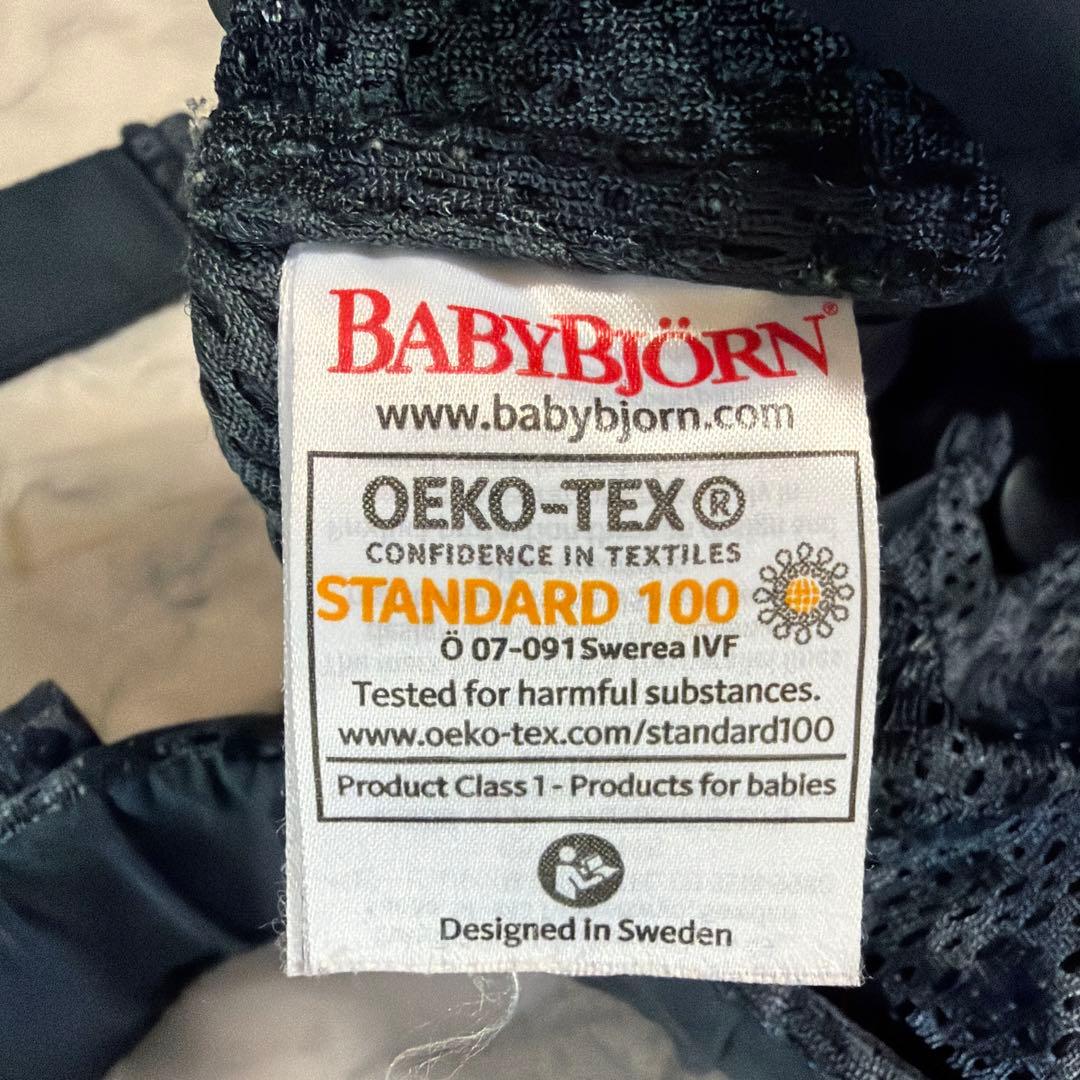 BABYBJÖRN®
www.babybjorn.com
OEKO-TEX®
CONFIDENCE IN TEXTILES
STANDARD 100
Ö 07-091 Swerea IVF
Tested for harmful substances.
www.oeko-tex.com/standard100
Product Class 1 - Products for babies
Designed in Sweden